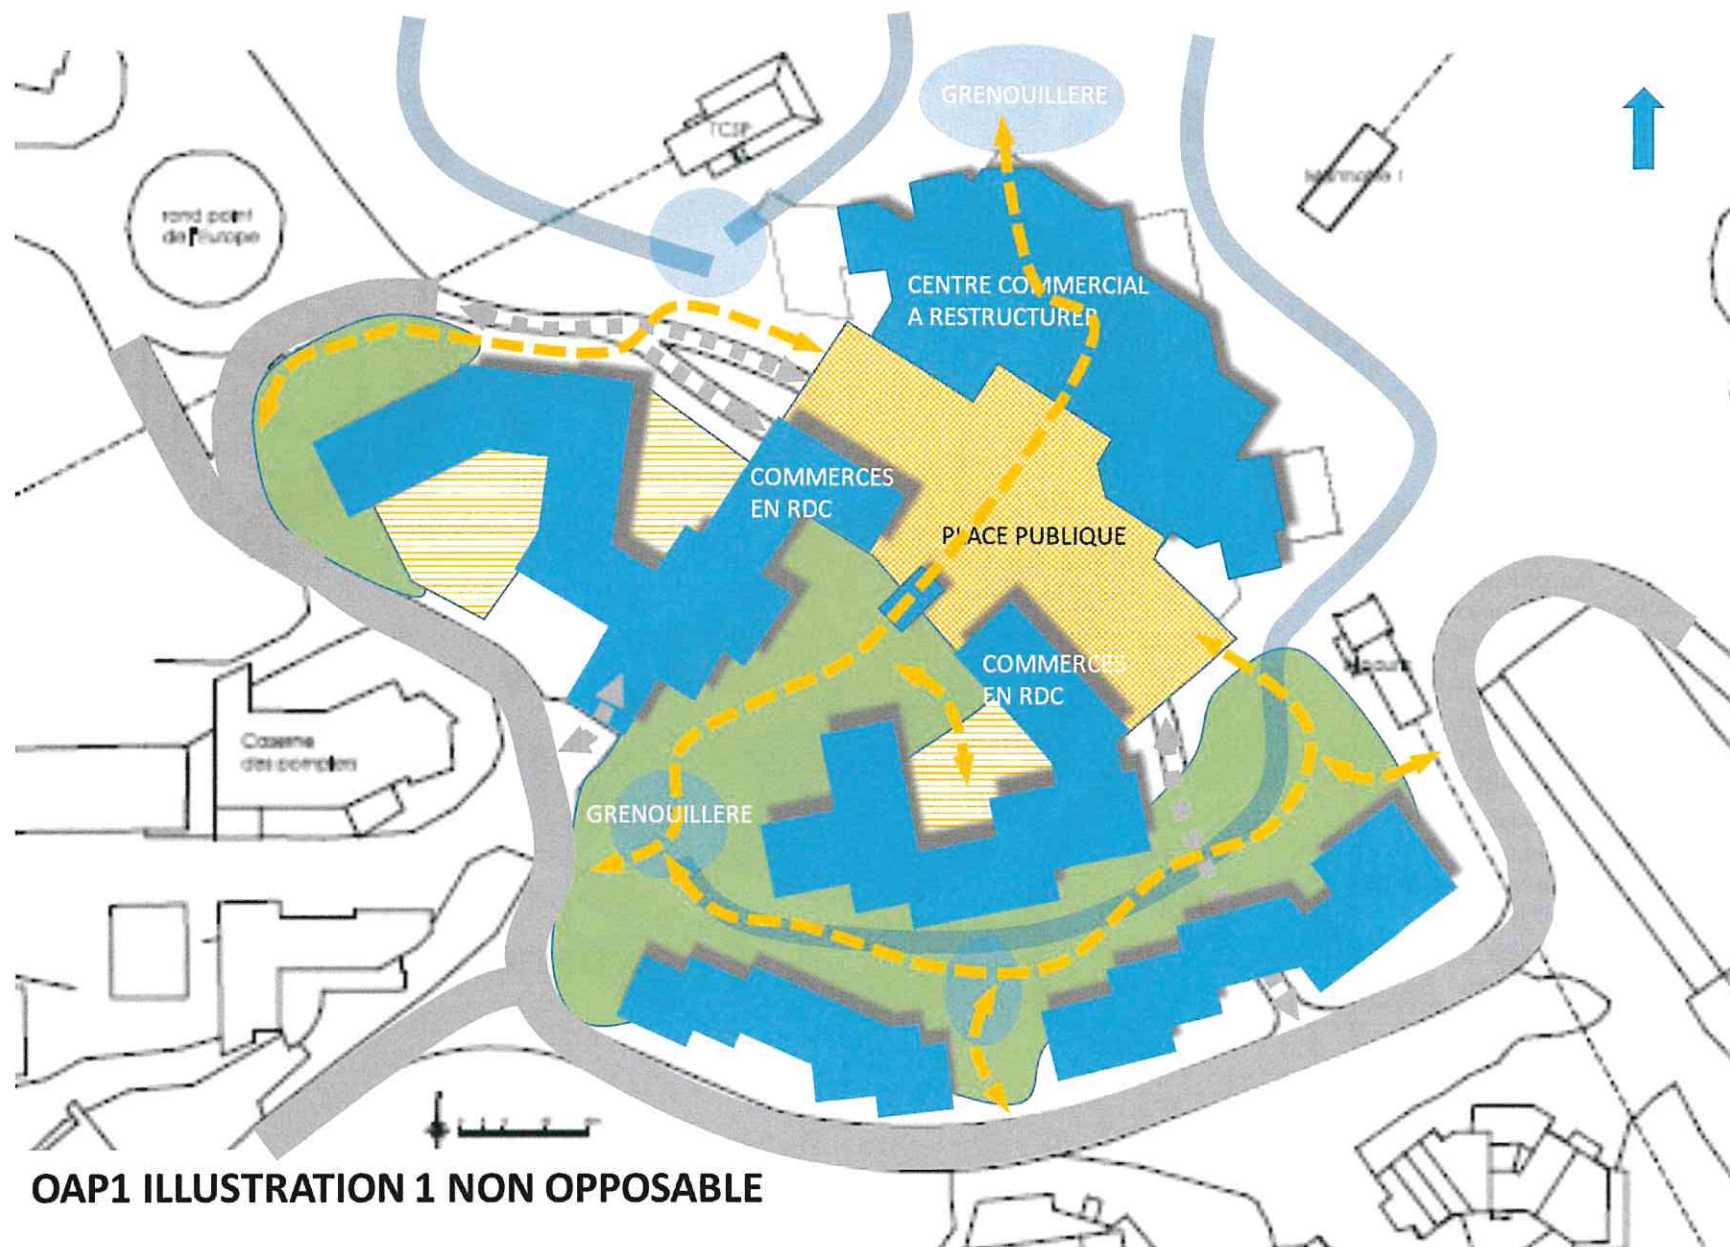 GRENOUILLERE
TCSP
rond point
de l'Europe
CENTRE COMMERCIAL
A RESTRUCTURER
COMMERCES
EN RDC
PLACE PUBLIQUE
COMMERCES
EN RDC
Caserne
des pompiers
GRENOUILLERE
OAP1 ILLUSTRATION 1 NON OPPOSABLE